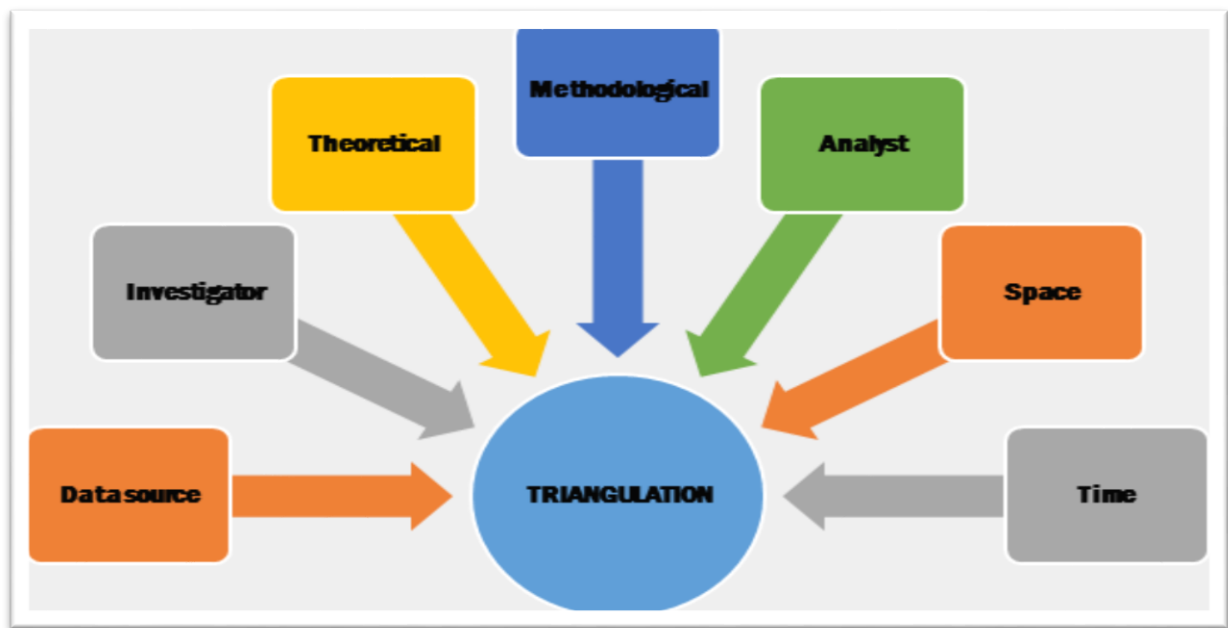 Methodological
Theoretical
Analyst
Investigator
Space
Data source
TRIANGULATION
Time